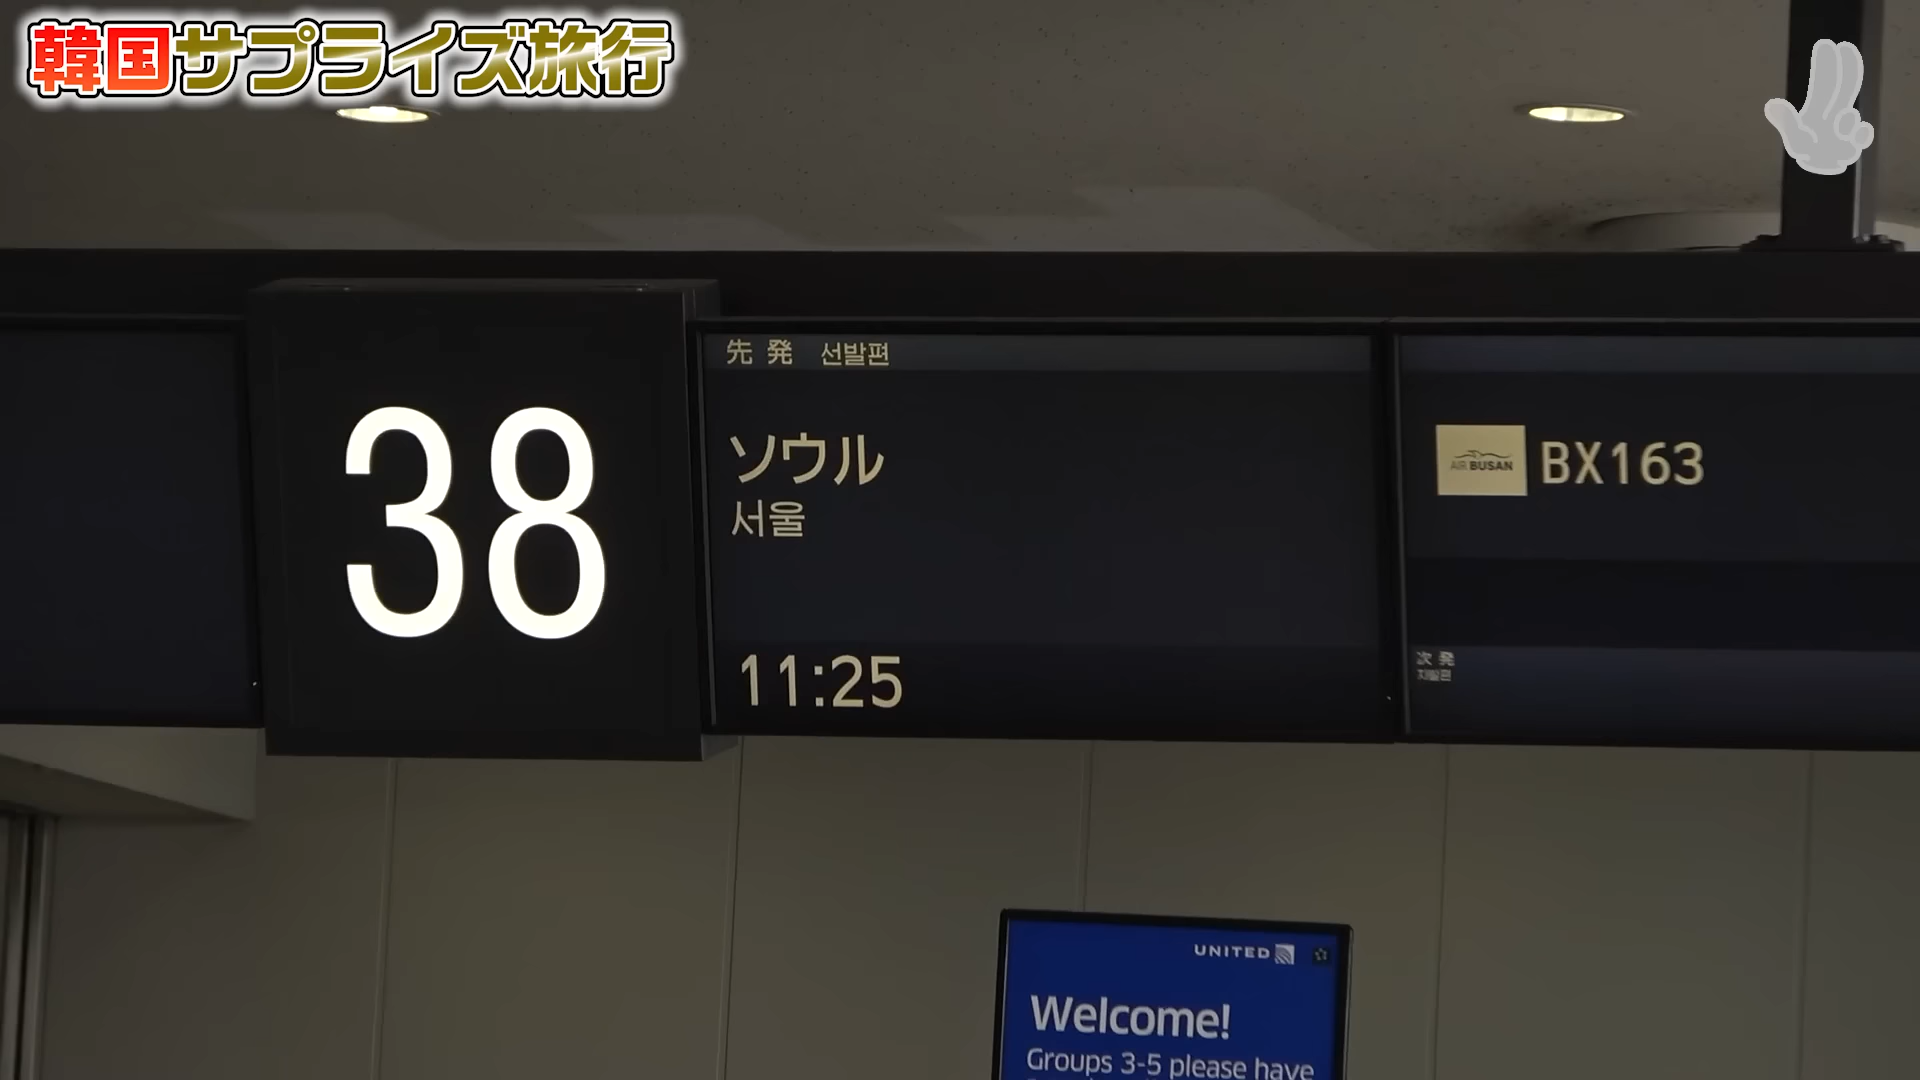 韓国サプライズ旅行
38
先発 선발편
ソウル
서울
11:25
AIR BUSAN
BX163
次発
차발편
UNITED
Welcome!
Groups 3-5 please have